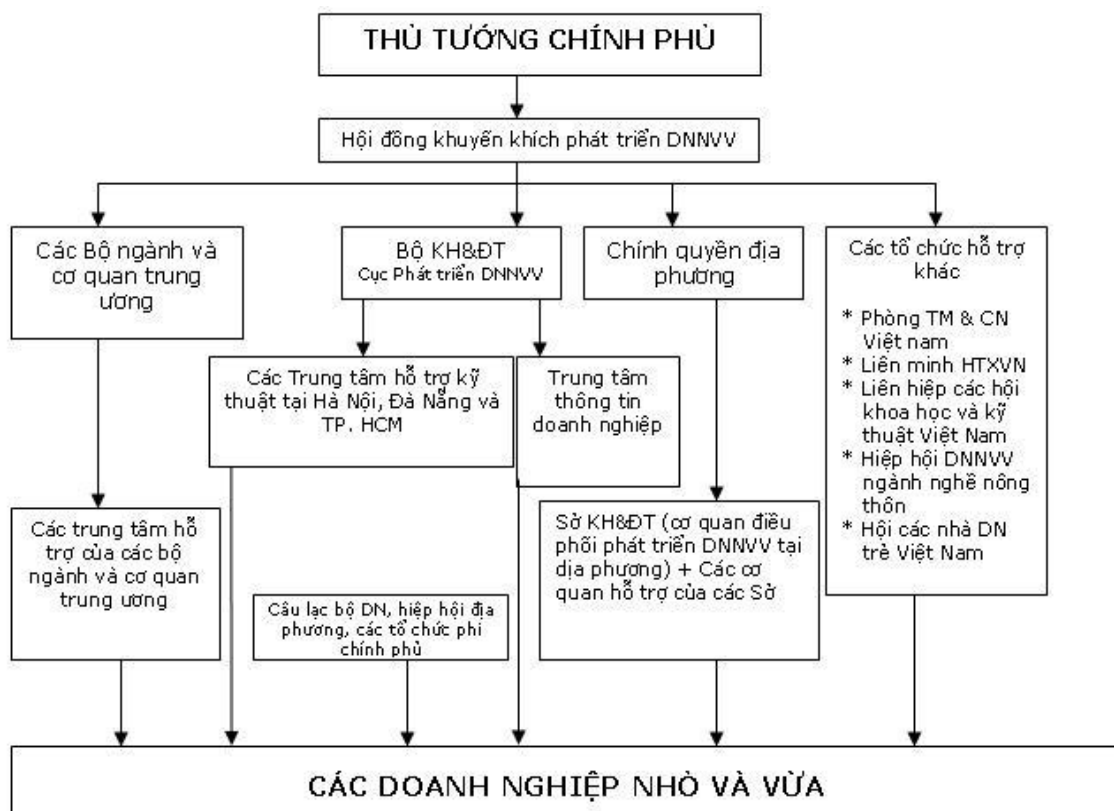 THỦ TƯỚNG CHÍNH PHỦ
Hội đồng khuyến khích phát triển DNNVV
Các Bộ ngành và
cơ quan trung
ương
Bộ KH&ĐT
Cục Phát triển DNNVV
Chính quyền địa
phương
Các tổ chức hỗ trợ
khác
* Phòng TM & CN
Việt nam
* Liên minh HTXVN
* Liên hiệp các hội
khoa học và kỹ
thuật Việt Nam
* Hiệp hội DNNVV
ngành nghề nông
thôn
* Hội các nhà DN
trẻ Việt Nam
Các Trung tâm hỗ trợ kỹ
thuật tại Hà Nội, Đà Nẵng và
TP. HCM
Trung tâm
thông tin
doanh nghiệp
Các trung tâm hỗ
trợ của các bộ
ngành và cơ quan
trung ương
Câu lạc bộ DN, hiệp hội địa
phương, các tổ chức phi
chính phủ
Sở KH&ĐT (cơ quan điều
phối phát triển DNNVV tại
dịa phương) + Các cơ
quan hỗ trợ của các Sở
CÁC DOANH NGHIỆP NHỎ VÀ VỪA